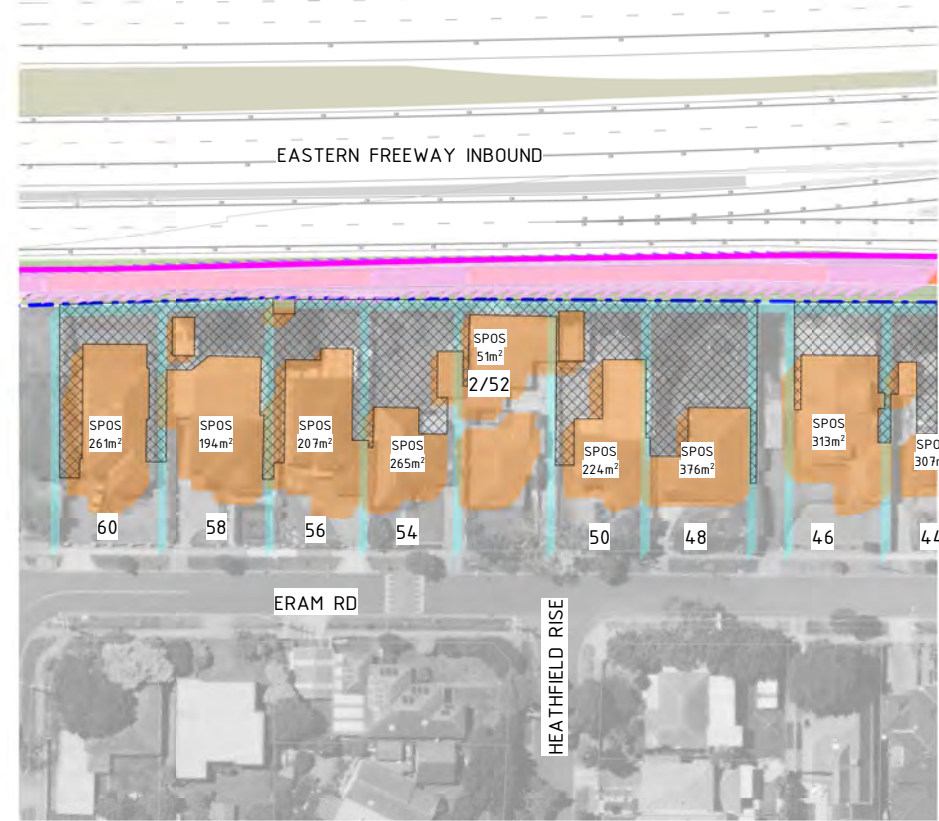 EASTERN FREEWAY INBOUND
SPOS
51m²
2/52
SPOS
261m²
SPOS
194m²
SPOS
207m²
SPOS
265m²
SPOS
224m²
SPOS
376m²
SPOS
313m²
SPO
307m
60
58
56
54
50
48
46
44
ERAM RD
HEATHFIELD RISE